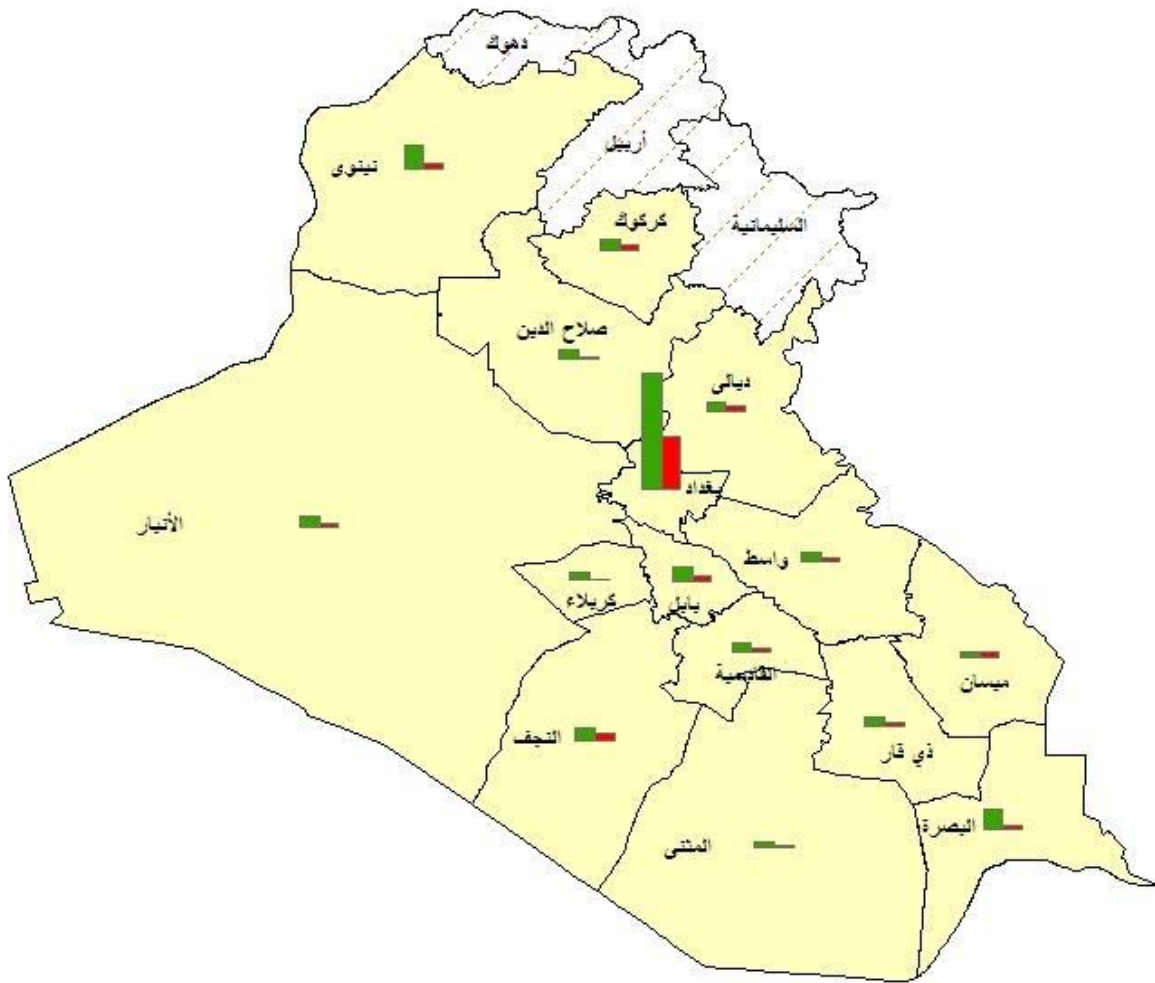 دهوك
أربيل
نينوى
كركوك
السليمانية
صلاح الدين
ديالى
بغداد
الأنبار
واسط
كربلاء
بابل
القادسية
ميسان
النجف
ذي قار
البصرة
المثنى